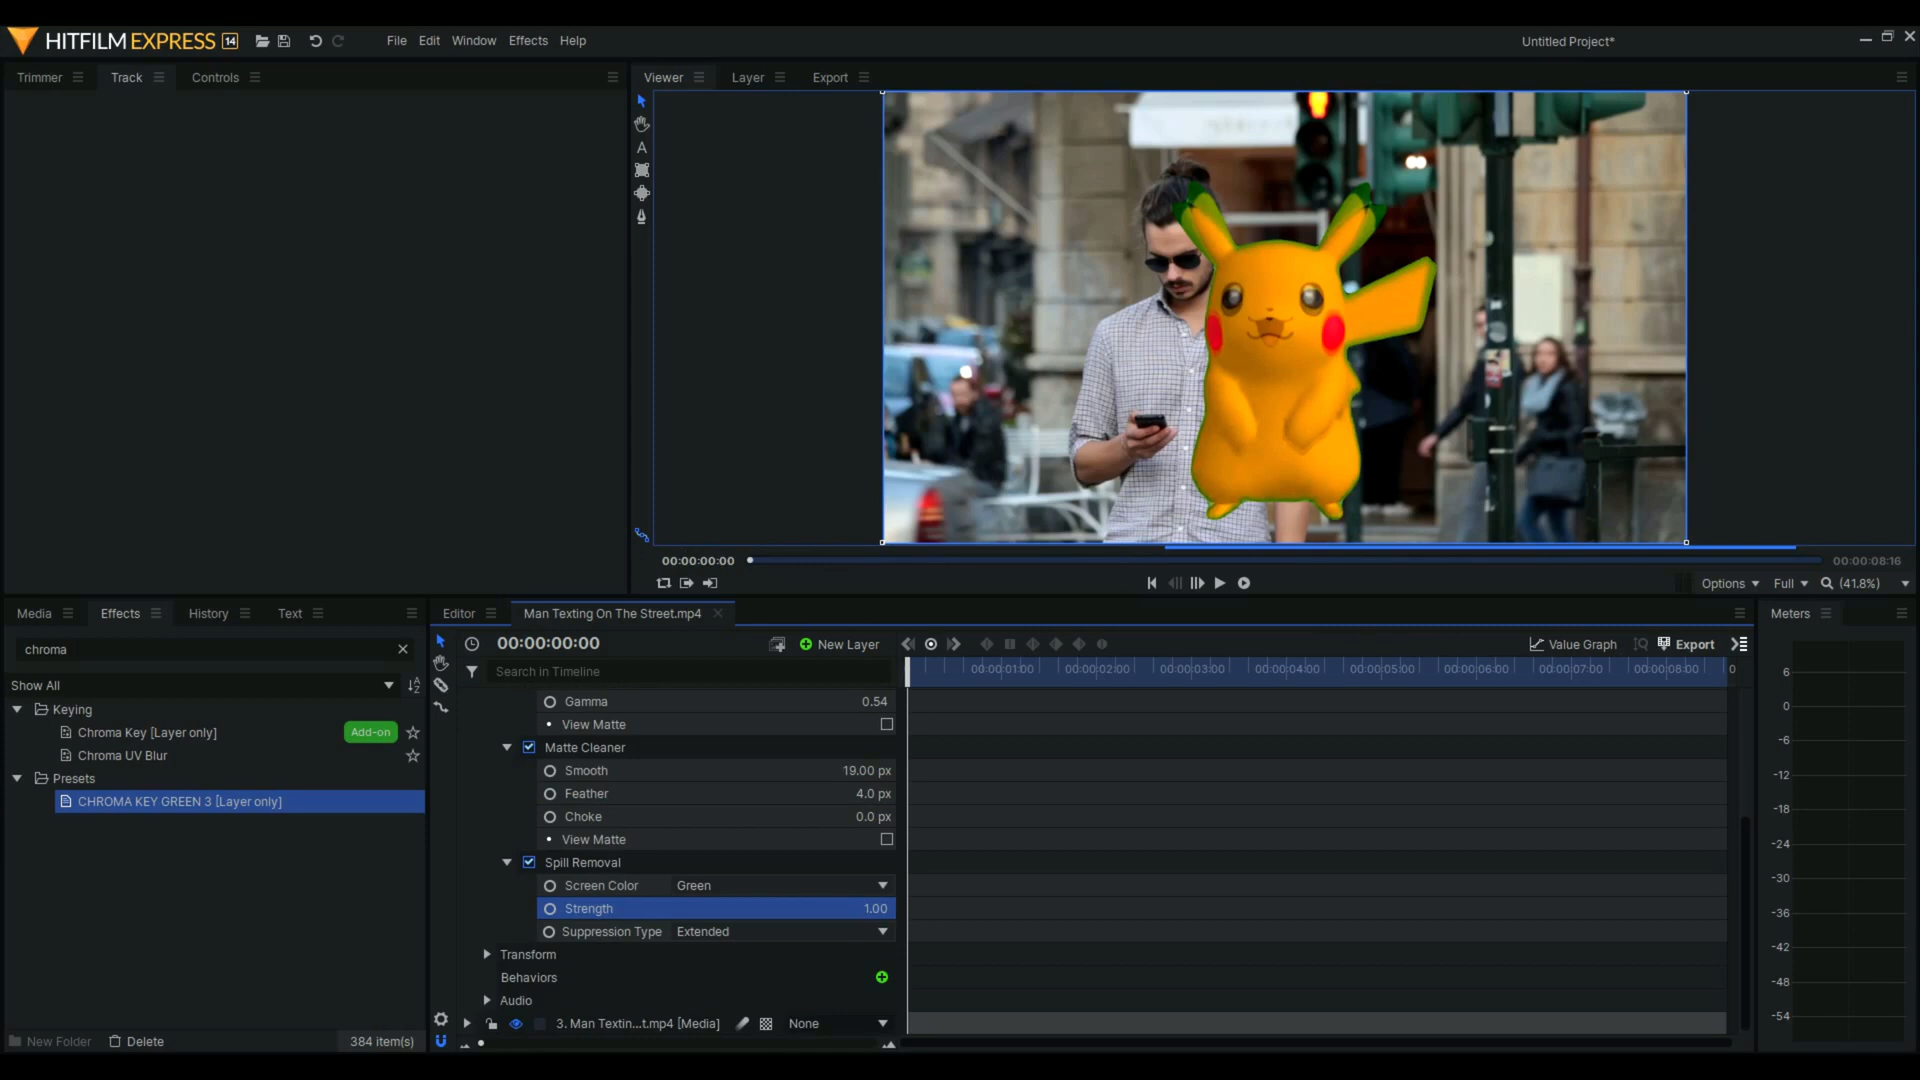 HITFILM EXPRESS 14
File Edit Window Effects Help
Untitled Project*
Trimmer Track Controls
Viewer Layer Export
A
00:00:00:00
00:00:08:16
Options Full (41.8%)
Media Effects History Text
Editor Man Texting On The Street.mp4
Meters
chroma
00:00:00:00 New Layer
Value Graph Export
Show All
Search in Timeline
00:00:01:00 00:00:02:00 00:00:03:00 00:00:04:00 00:00:05:00 00:00:06:00 00:00:07:00 00:00:08:00 0
Keying
Chroma Key [Layer only] Add-on
Chroma UV Blur
Presets
CHROMA KEY GREEN 3 [Layer only]
Gamma 0.54
View Matte
Matte Cleaner
Smooth 19.00 px
Feather 4.0 px
Choke 0.0 px
View Matte
Spill Removal
Screen Color Green
Strength 1.00
Suppression Type Extended
Transform
Behaviors
Audio
3. Man Textin...t.mp4 [Media] None
6
0
-6
-12
-18
-24
-30
-36
-42
-48
-54
New Folder Delete 384 item(s)